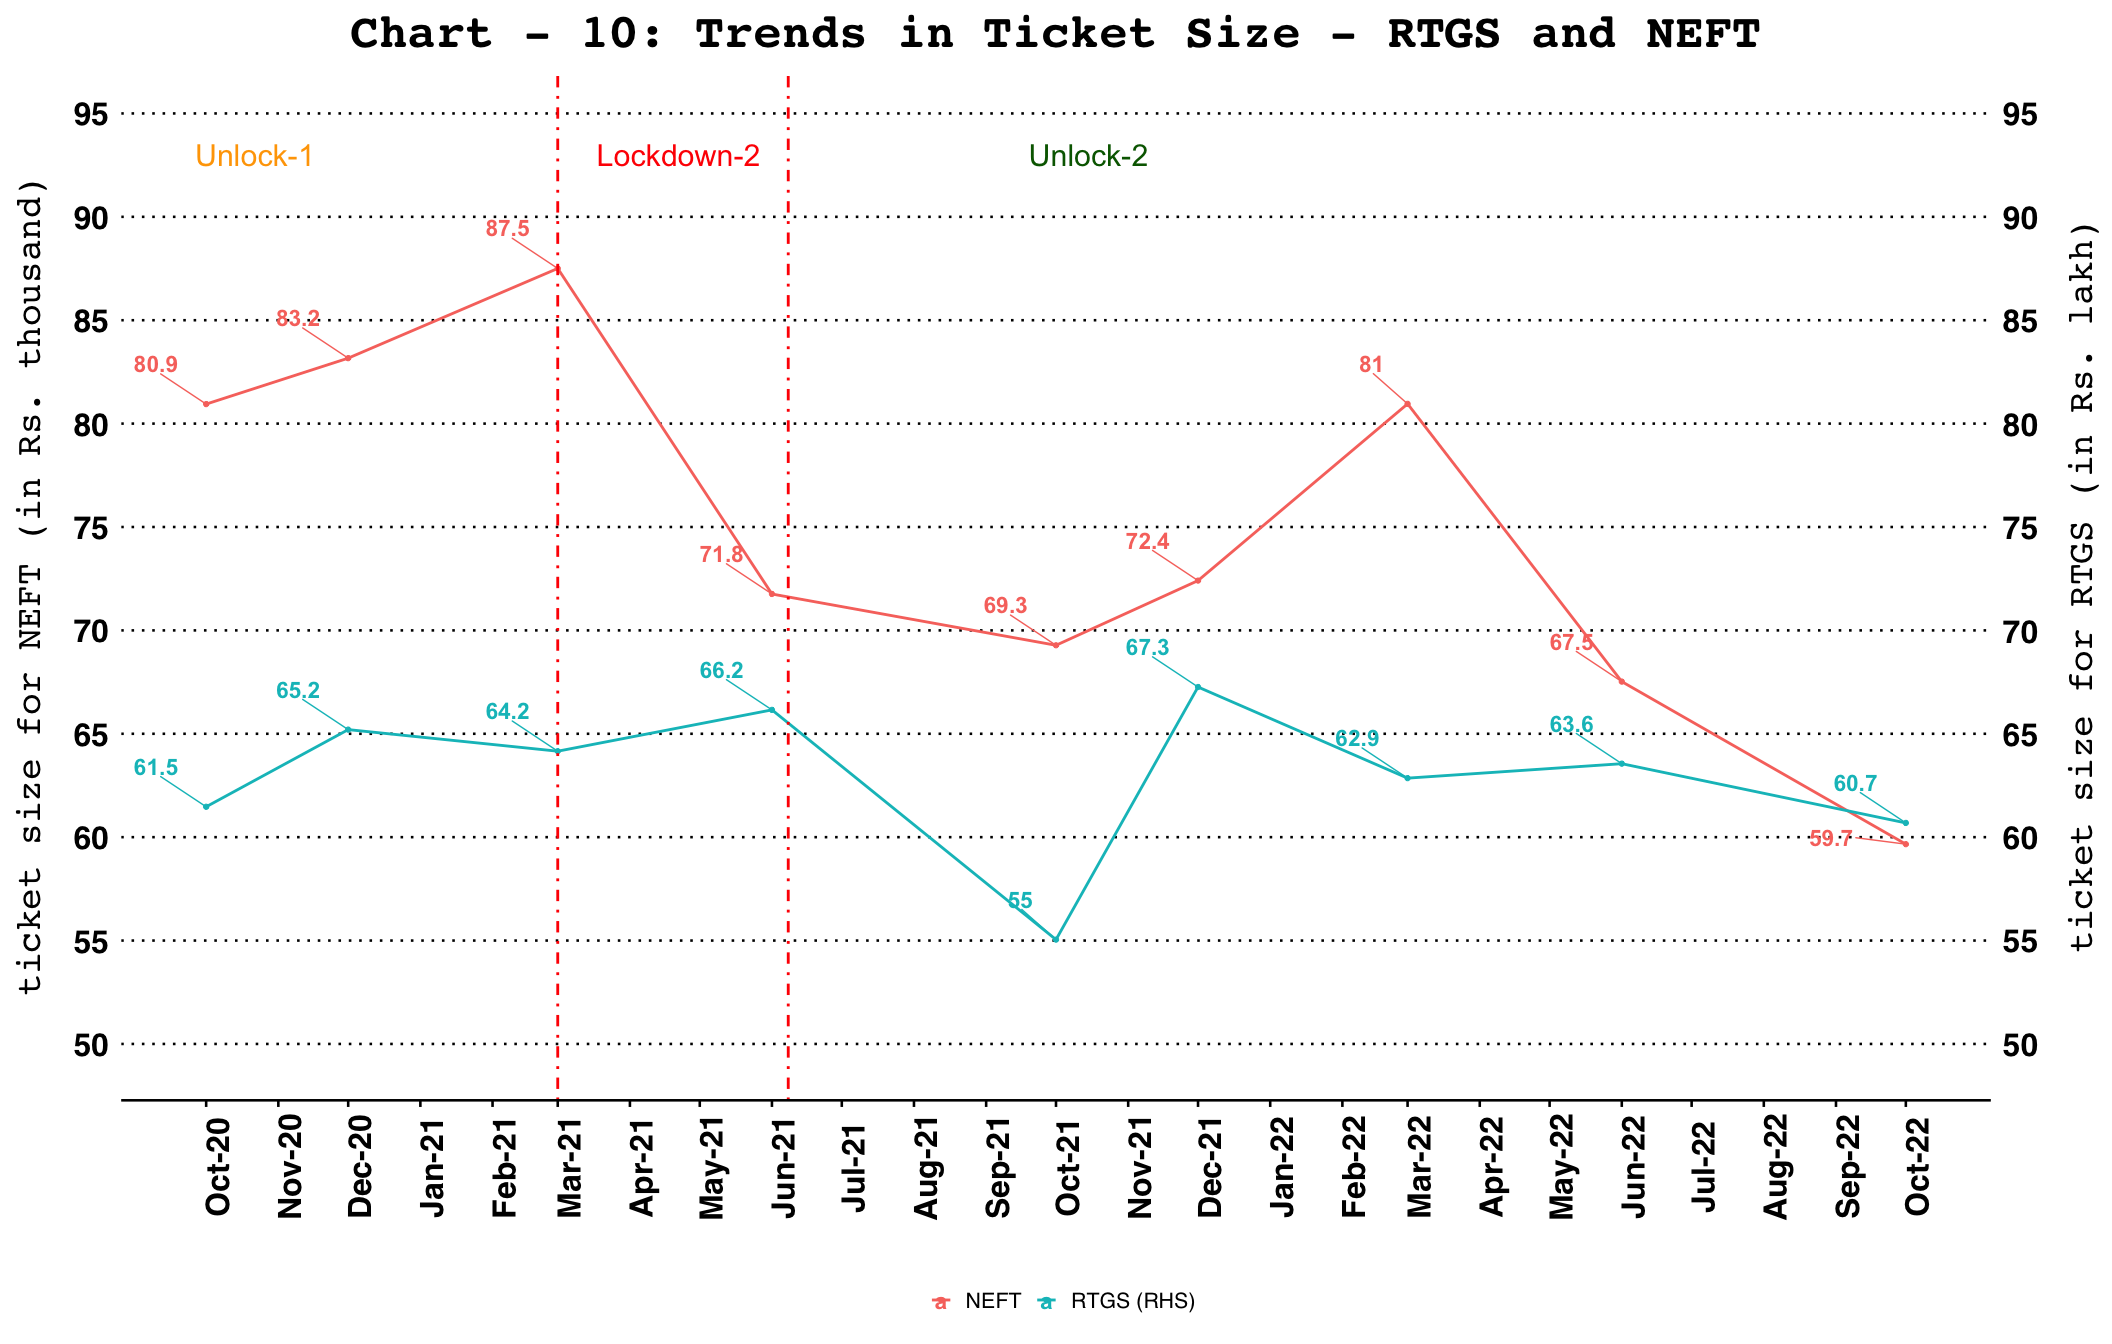 Chart – 10: Trends in Ticket Size – RTGS and NEFT
ticket size for NEFT (in Rs. thousand)
95
90
85
80
75
70
65
60
55
50
Unlock-1
Lockdown-2
Unlock-2
80.9
83.2
87.5
71.8
69.3
72.4
81
67.5
59.7
61.5
65.2
64.2
66.2
55
67.3
62.9
63.6
60.7
95
90
85
80
75
70
65
60
55
50
ticket size for RTGS (in Rs. lakh)
Oct-20
Nov-20
Dec-20
Jan-21
Feb-21
Mar-21
Apr-21
May-21
Jun-21
Jul-21
Aug-21
Sep-21
Oct-21
Nov-21
Dec-21
Jan-22
Feb-22
Mar-22
Apr-22
May-22
Jun-22
Jul-22
Aug-22
Sep-22
Oct-22
a NEFT a RTGS (RHS)